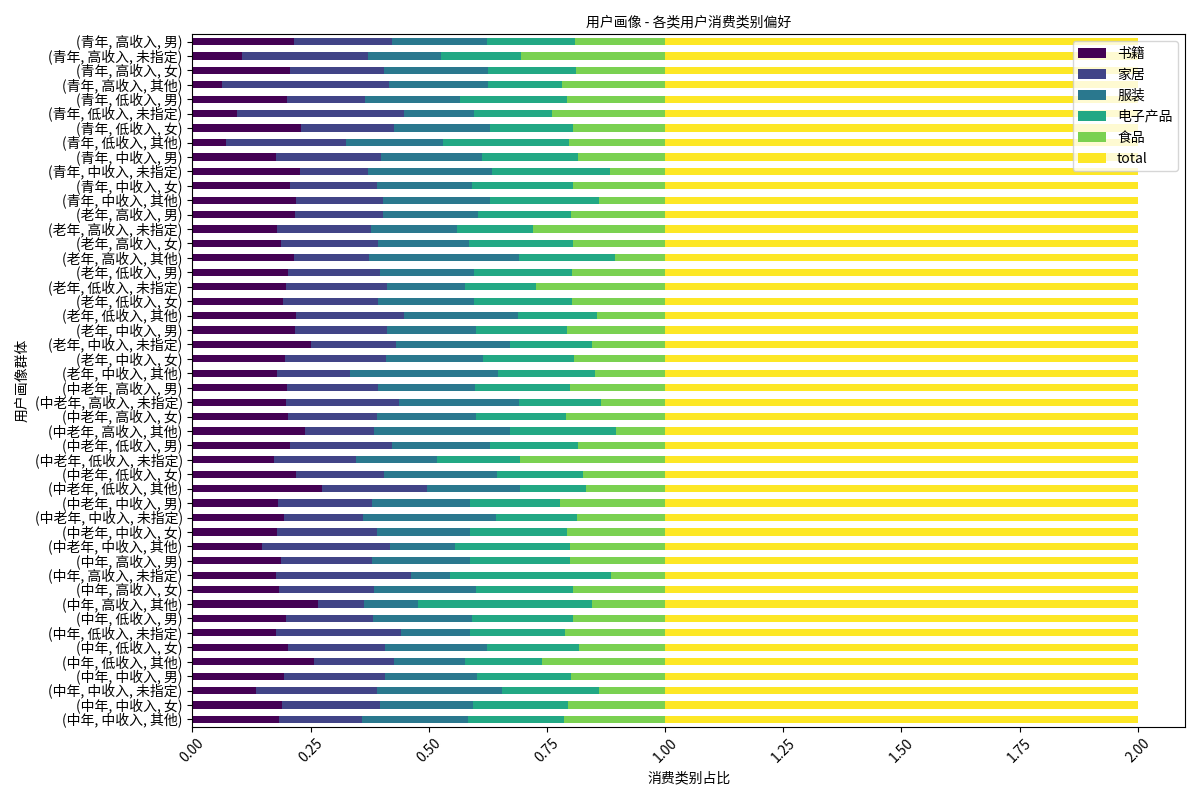 用户画像 - 各类用户消费类别偏好
(青年, 高收入, 男)
(青年, 高收入, 未指定)
(青年, 高收入, 女)
(青年, 高收入, 其他)
(青年, 低收入, 男)
(青年, 低收入, 未指定)
(青年, 低收入, 女)
(青年, 低收入, 其他)
(青年, 中收入, 男)
(青年, 中收入, 未指定)
(青年, 中收入, 女)
(青年, 中收入, 其他)
(老年, 高收入, 男)
(老年, 高收入, 未指定)
(老年, 高收入, 女)
(老年, 高收入, 其他)
(老年, 低收入, 男)
(老年, 低收入, 未指定)
(老年, 低收入, 女)
(老年, 低收入, 其他)
(老年, 中收入, 男)
(老年, 中收入, 未指定)
(老年, 中收入, 女)
(老年, 中收入, 其他)
(中老年, 高收入, 男)
(中老年, 高收入, 未指定)
(中老年, 高收入, 女)
(中老年, 高收入, 其他)
(中老年, 低收入, 男)
(中老年, 低收入, 未指定)
(中老年, 低收入, 女)
(中老年, 低收入, 其他)
(中老年, 中收入, 男)
(中老年, 中收入, 未指定)
(中老年, 中收入, 女)
(中老年, 中收入, 其他)
(中年, 高收入, 男)
(中年, 高收入, 未指定)
(中年, 高收入, 女)
(中年, 高收入, 其他)
(中年, 低收入, 男)
(中年, 低收入, 未指定)
(中年, 低收入, 女)
(中年, 低收入, 其他)
(中年, 中收入, 男)
(中年, 中收入, 未指定)
(中年, 中收入, 女)
(中年, 中收入, 其他)
用户画像群体
书籍
家居
服装
电子产品
食品
total
0.00
0.25
0.50
0.75
1.00
1.25
1.50
1.75
2.00
消费类别占比